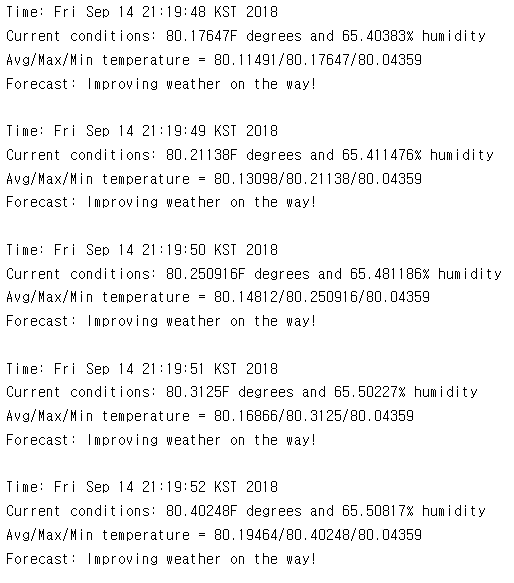 Time: Fri Sep 14 21:19:48 KST 2018
Current conditions: 80.17647F degrees and 65.40383% humidity
Avg/Max/Min temperature = 80.11491/80.17647/80.04359
Forecast: Improving weather on the way!
Time: Fri Sep 14 21:19:49 KST 2018
Current conditions: 80.21138F degrees and 65.411476% humidity
Avg/Max/Min temperature = 80.13098/80.21138/80.04359
Forecast: Improving weather on the way!
Time: Fri Sep 14 21:19:50 KST 2018
Current conditions: 80.250916F degrees and 65.481186% humidity
Avg/Max/Min temperature = 80.14812/80.250916/80.04359
Forecast: Improving weather on the way!
Time: Fri Sep 14 21:19:51 KST 2018
Current conditions: 80.3125F degrees and 65.50227% humidity
Avg/Max/Min temperature = 80.16866/80.3125/80.04359
Forecast: Improving weather on the way!
Time: Fri Sep 14 21:19:52 KST 2018
Current conditions: 80.40248F degrees and 65.50817% humidity
Avg/Max/Min temperature = 80.19464/80.40248/80.04359
Forecast: Improving weather on the way!